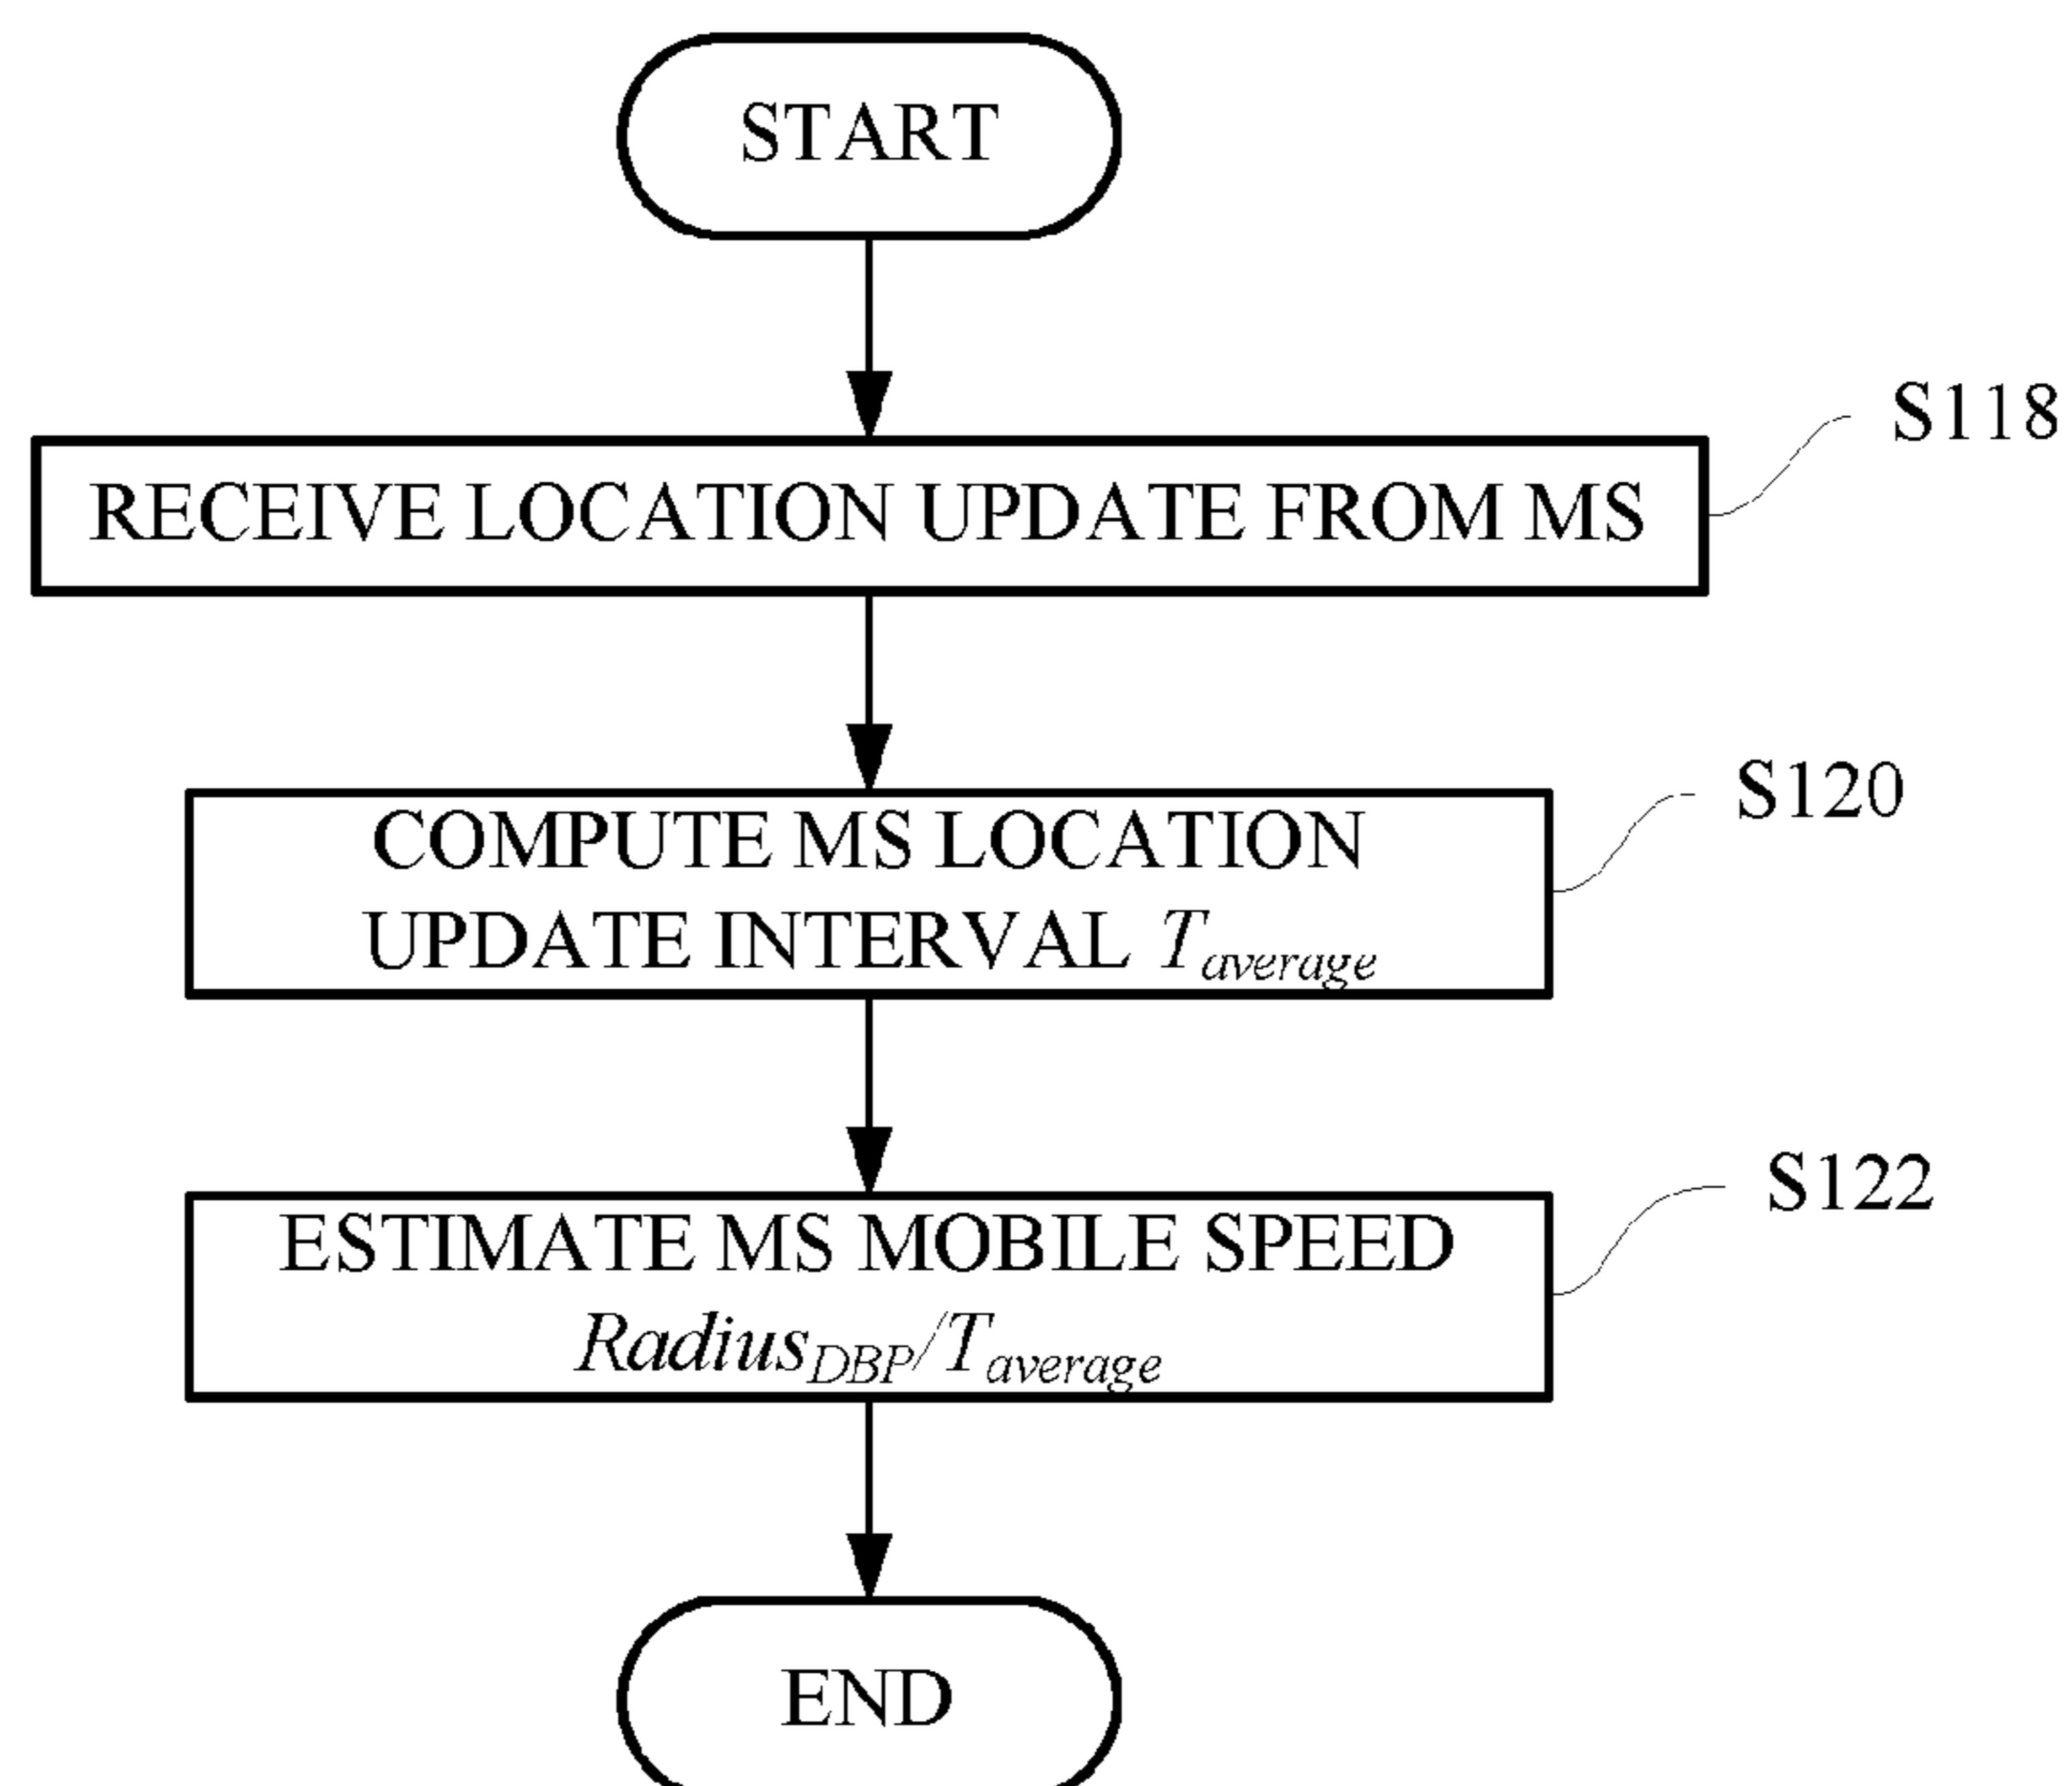 START
S118
RECEIVE LOCATION UPDATE FROM MS
S120
COMPUTE MS LOCATION
UPDATE INTERVAL Taverage
S122
ESTIMATE MS MOBILE SPEED
RadiusDBP/Taverage
END